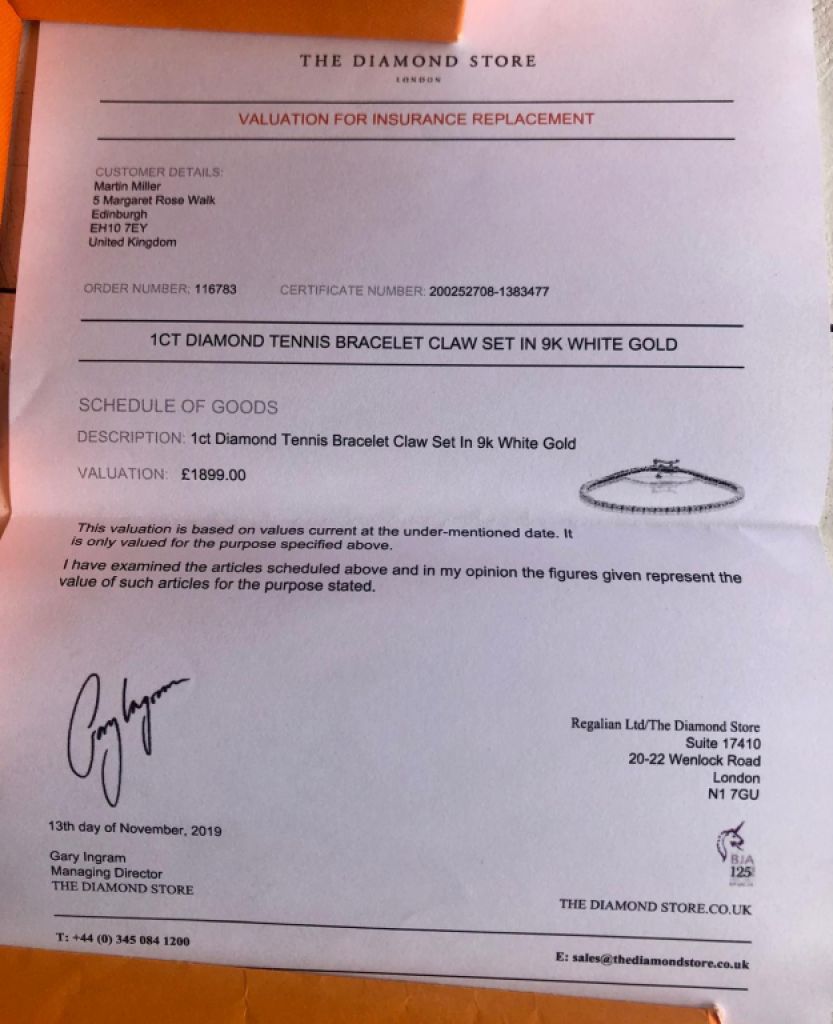 THE DIAMOND STORE
LONDON
VALUATION FOR INSURANCE REPLACEMENT
CUSTOMER DETAILS:
Martin Miller
5 Margaret Rose Walk
Edinburgh
EH10 7EY
United Kingdom
ORDER NUMBER: 116783 CERTIFICATE NUMBER: 200252708-1383477
1CT DIAMOND TENNIS BRACELET CLAW SET IN 9K WHITE GOLD
SCHEDULE OF GOODS
DESCRIPTION: 1ct Diamond Tennis Bracelet Claw Set In 9k White Gold
VALUATION: £1899.00
This valuation is based on values current at the under-mentioned date. It
is only valued for the purpose specified above.
I have examined the articles scheduled above and in my opinion the figures given represent the
value of such articles for the purpose stated.
Gary Ingram
Regalian Ltd/The Diamond Store
Suite 17410
20-22 Wenlock Road
London
N1 7GU
13th day of November, 2019
Gary Ingram
Managing Director
THE DIAMOND STORE
BJA
125
THE DIAMOND STORE.CO.UK
T: +44 (0) 345 084 1200
E: sales@thediamondstore.co.uk